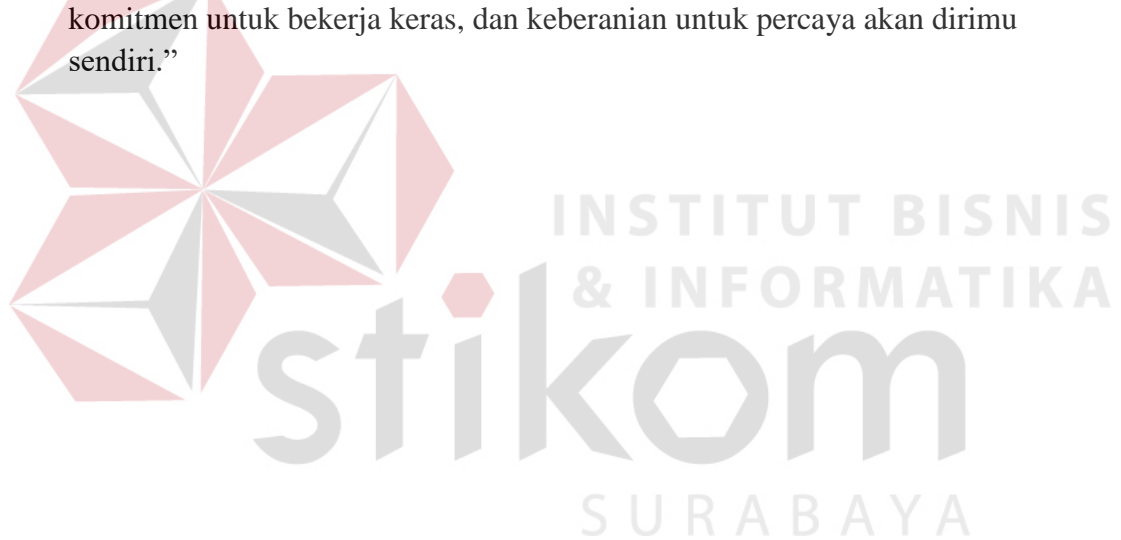 komitmen untuk bekerja keras, dan keberanian untuk percaya akan dirimu
sendiri.”
INSTITUT BISNIS
& INFORMATIKA
stikom
SURABAYA